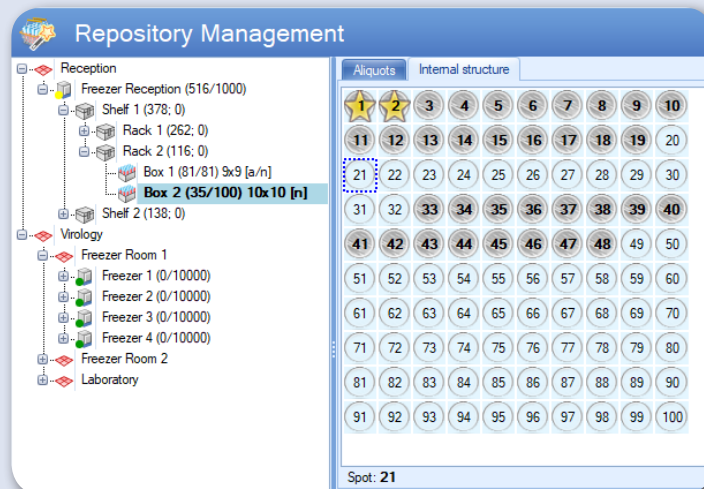 Repository Management
Reception
Freezer Reception (516/1000)
Shelf 1 (378; 0)
Rack 1 (262; 0)
Rack 2 (116; 0)
Box 1 (81/81) 9x9 [a/n]
Box 2 (35/100) 10x10 [n]
Shelf 2 (138; 0)
Virology
Freezer Room 1
Freezer 1 (0/10000)
Freezer 2 (0/10000)
Freezer 3 (0/10000)
Freezer 4 (0/10000)
Freezer Room 2
Laboratory
Aliquots Internal structure
1 2 3 4 5 6 7 8 9 10
11 12 13 14 15 16 17 18 19 20
21 22 23 24 25 26 27 28 29 30
31 32 33 34 35 36 37 38 39 40
41 42 43 44 45 46 47 48 49 50
51 52 53 54 55 56 57 58 59 60
61 62 63 64 65 66 67 68 69 70
71 72 73 74 75 76 77 78 79 80
81 82 83 84 85 86 87 88 89 90
91 92 93 94 95 96 97 98 99 100
Spot: 21